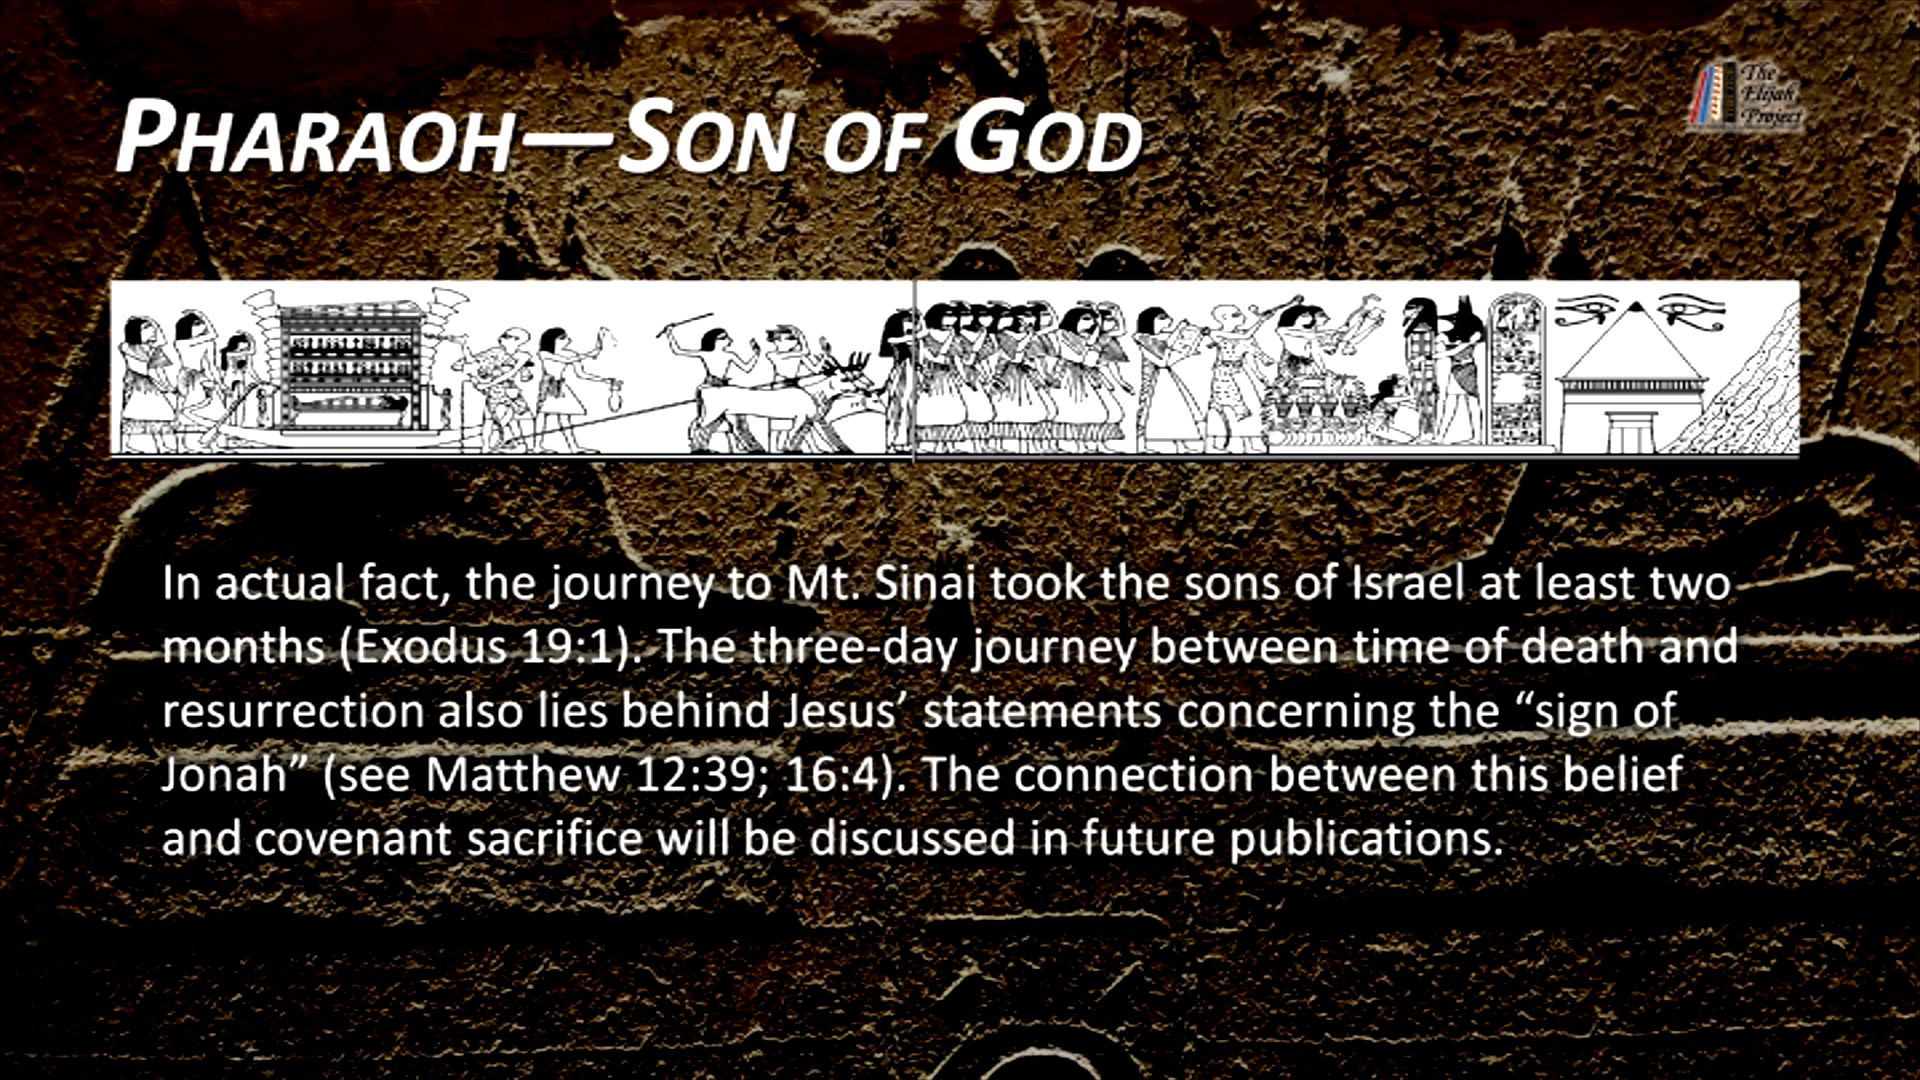 The
Elijah
Project
PHARAOH—SON OF GOD
In actual fact, the journey to Mt. Sinai took the sons of Israel at least two
months (Exodus 19:1). The three-day journey between time of death and
resurrection also lies behind Jesus’ statements concerning the “sign of
Jonah” (see Matthew 12:39; 16:4). The connection between this belief
and covenant sacrifice will be discussed in future publications.